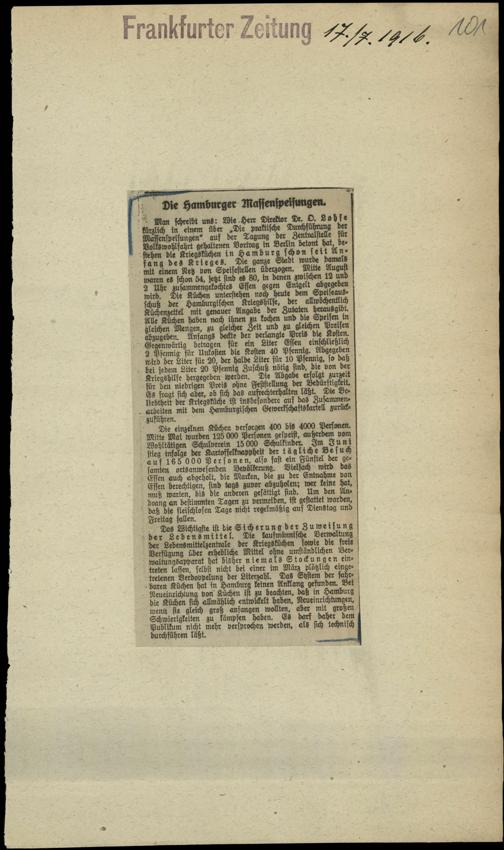 Frankfurter Zeitung 17./7. 1916. 101
Die Hamburger Massenspeisungen.
Man schreibt uns: Wie Herr Direktor Dr. O. Lohse
kürzlich in einem über „Die praktische Durchführung der
Massenspeisungen“ auf der Tagung der Zentralstelle für
Volkswohlfahrt gehaltenen Vortrag in Berlin betont hat, be-
stehen die Kriegsküchen in Hamburg schon seit An-
fang des Krieges. Die ganze Stadt wurde damals
mit einem Netz von Speisestellen überzogen. Mitte August
waren es schon 54, jetzt sind es 80, in denen zwischen 12 und
2 Uhr zusammengekochtes Essen gegen Entgelt abgegeben
wird. Die Küchen unterstehen noch heute dem Speiseaus-
schuß der Hamburgischen Kriegshilfe, der allwöchentlich
Küchenzettel mit genauer Angabe der Zutaten herausgibt.
Alle Küchen haben nach ihnen zu kochen und die Speisen in
gleichen Mengen, zu gleicher Zeit und zu gleichen Preisen
abzugeben. Anfangs deckte der verlangte Preis die Kosten.
Gegenwärtig betragen für ein Liter Essen einschließlich
2 Pfennig für Unkosten die Kosten 40 Pfennig. Abgegeben
wird der Liter für 20, der halbe Liter für 10 Pfennig, so daß
bei jedem Liter 20 Pfennig Zuschuß nötig sind, die von der
Kriegshilfe hergegeben werden. Die Abgabe erfolgt zurzeit
für den niedrigen Preis ohne Feststellung der Bedürftigkeit.
Es fragt sich aber, ob sich das aufrechterhalten läßt. Die Be-
liebtheit der Kriegsküche ist insbesondere auf das Zusammen-
arbeiten mit dem Hamburgischen Gewerkschaftskartell zurück-
zuführen.
Die einzelnen Küchen versorgen 400 bis 4000 Personen.
Mitte Mai wurden 125 000 Personen gespeist, außerdem vom
Wohltätigen Schulverein 15 000 Schulkinder. Im Juni
stieg infolge der Kartoffelknappheit der tägliche Besuch
auf 165 000 Personen, also fast ein Fünftel der ge-
samten ortsanwesenden Bevölkerung. Vielfach wird das
Essen auch abgeholt, die Marken, die zu der Entnahme von
Essen berechtigen, sind tags zuvor abzuholen; wer keine hat,
muß warten, bis die anderen gesättigt sind. Um den An-
drang an bestimmten Tagen zu vermeiden, ist gestattet worden,
daß die fleischlosen Tage nicht regelmäßig auf Dienstag und
Freitag fallen.
Das Wichtigste ist die Sicherung der Zuweisung
der Lebensmittel. Die kaufmännische Verwaltung
der Lebensmittelzentrale der Kriegsküchen sowie die freie
Verfügung über erhebliche Mittel ohne umständlichen Ver-
waltungsapparat hat bisher niemals Stockungen ein-
treten lassen, selbst nicht bei einer im März plötzlich einge-
tretenen Verdoppelung der Literzahl. Das System der fahr-
baren Küchen hat in Hamburg keinen Anklang gefunden. Bei
Neueinrichtung von Küchen ist zu beachten, daß in Hamburg
die Küchen sich allmählich entwickelt haben, Neueinrichtungen,
wenn sie gleich groß anfangen wollten, aber mit großen
Schwierigkeiten zu kämpfen haben. Es darf daher dem
Publikum nicht mehr versprochen werden, als sich technisch
durchführen läßt.